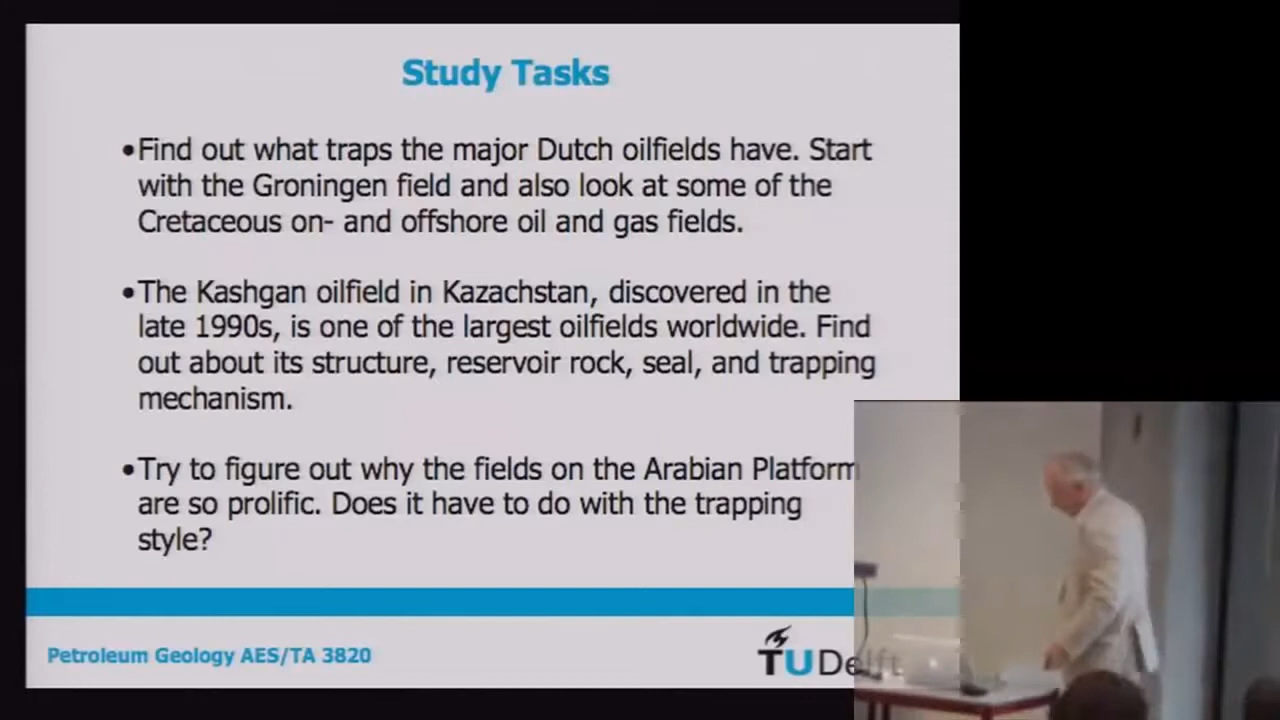 Study Tasks
•Find out what traps the major Dutch oilfields have. Start
with the Groningen field and also look at some of the
Cretaceous on- and offshore oil and gas fields.
•The Kashgan oilfield in Kazachstan, discovered in the
late 1990s, is one of the largest oilfields worldwide. Find
out about its structure, reservoir rock, seal, and trapping
mechanism.
•Try to figure out why the fields on the Arabian Platform
are so prolific. Does it have to do with the trapping
style?
Petroleum Geology AES/TA 3820
TU Delft